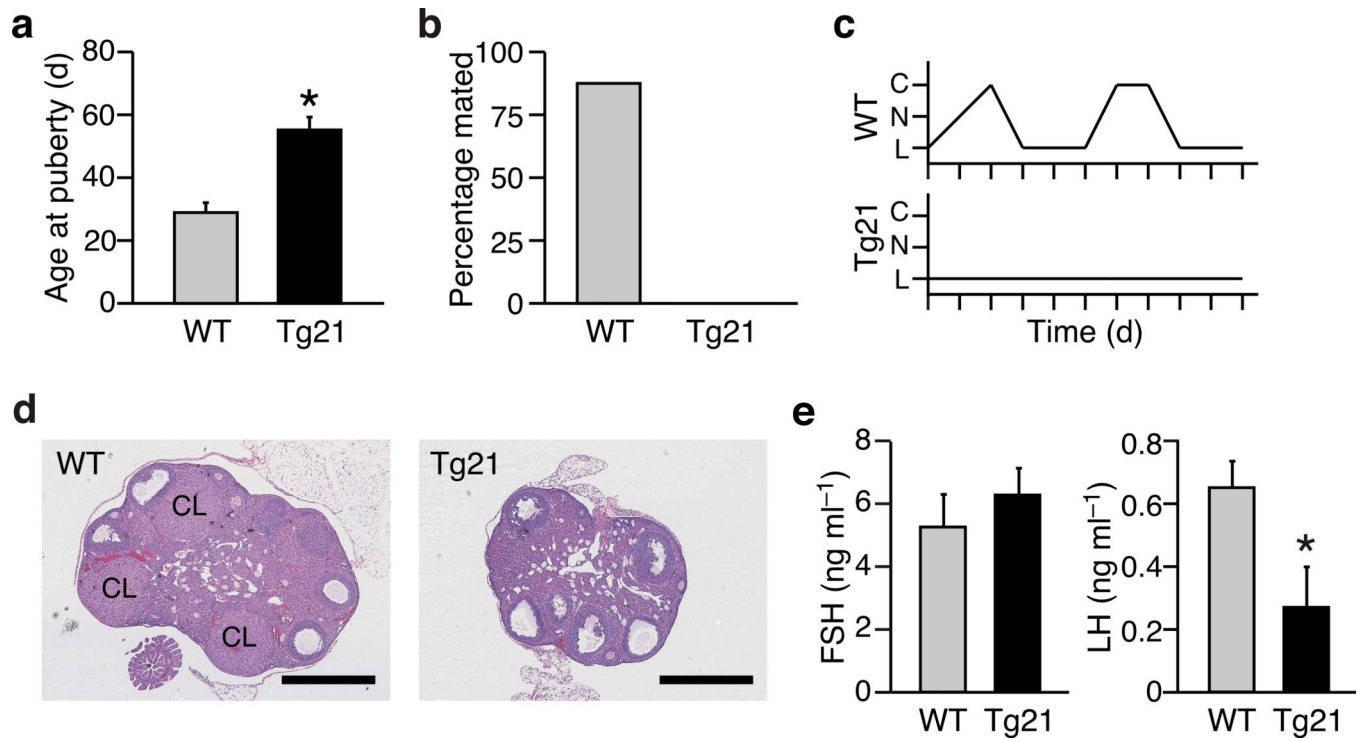 a
Age at puberty (d)
80
60
40
20
0
*
WT Tg21
b
Percentage mated
100
75
50
25
0
WT Tg21
c
WT
C
N
L
Tg21
C
N
L
Time (d)
d
WT
CL
CL
CL
Tg21
e
FSH (ng ml⁻¹)
8
6
4
2
0
WT Tg21
LH (ng ml⁻¹)
0.8
0.6
0.4
0.2
0
*
WT Tg21